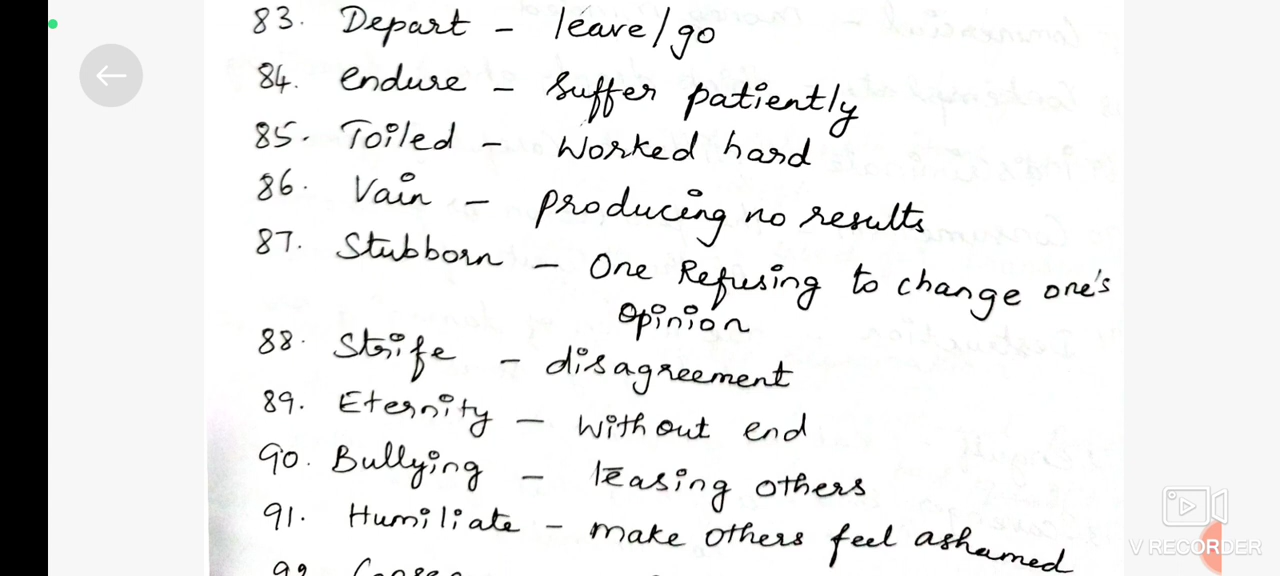 83. Depart - leave/go
84. endure - Suffer patiently
85. Toiled - Worked hard
86. Vain - producing no results
87. Stubborn - One Refusing to change one's
opinion
88. Strife - disagreement
89. Eternity - without end
90. Bullying - teasing others
91. Humiliate - make others feel ashamed
V RECORDER